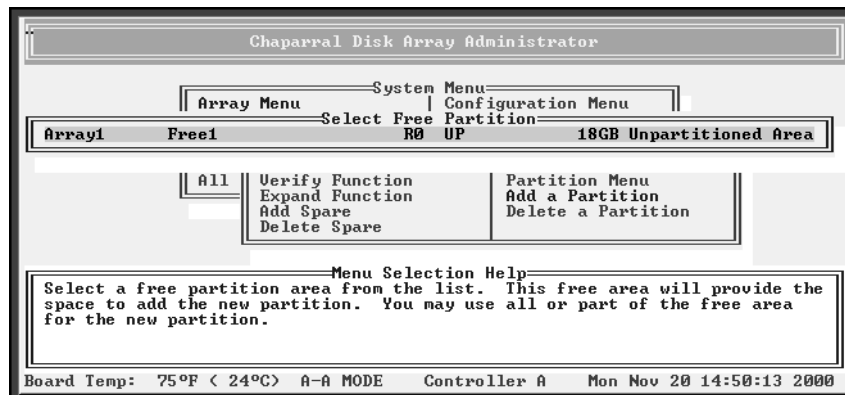 Chaparral Disk Array Administrator
System Menu
Array Menu | Configuration Menu
Select Free Partition
Array1 Free1 R0 UP 18GB Unpartitioned Area
All Verify Function Partition Menu
Expand Function Add a Partition
Add Spare Delete a Partition
Delete Spare
Menu Selection Help
Select a free partition area from the list. This free area will provide the
space to add the new partition. You may use all or part of the free area
for the new partition.
Board Temp: 75°F ( 24°C) A-A MODE Controller A Mon Nov 20 14:50:13 2000